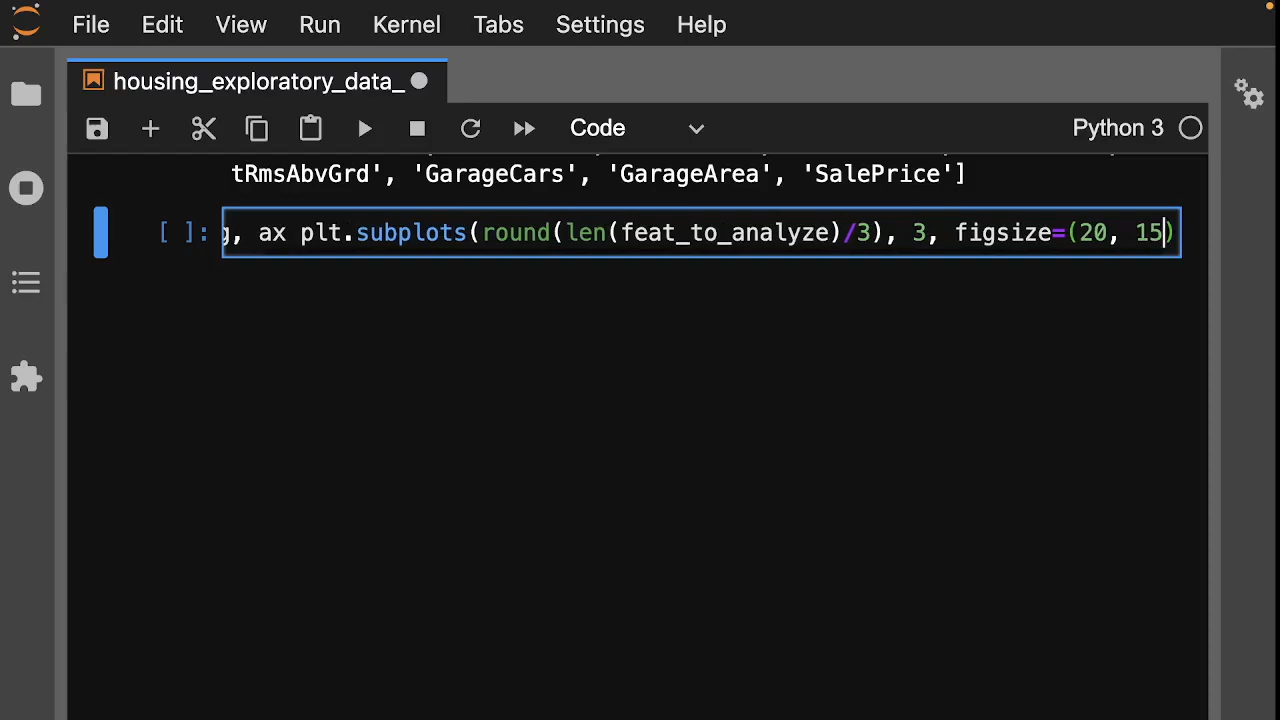 File Edit View Run Kernel Tabs Settings Help
housing_exploratory_data_
Code Python 3
tRmsAbvGrd', 'GarageCars', 'GarageArea', 'SalePrice']
[ ]: g, ax plt.subplots(round(len(feat_to_analyze)/3), 3, figsize=(20, 15)